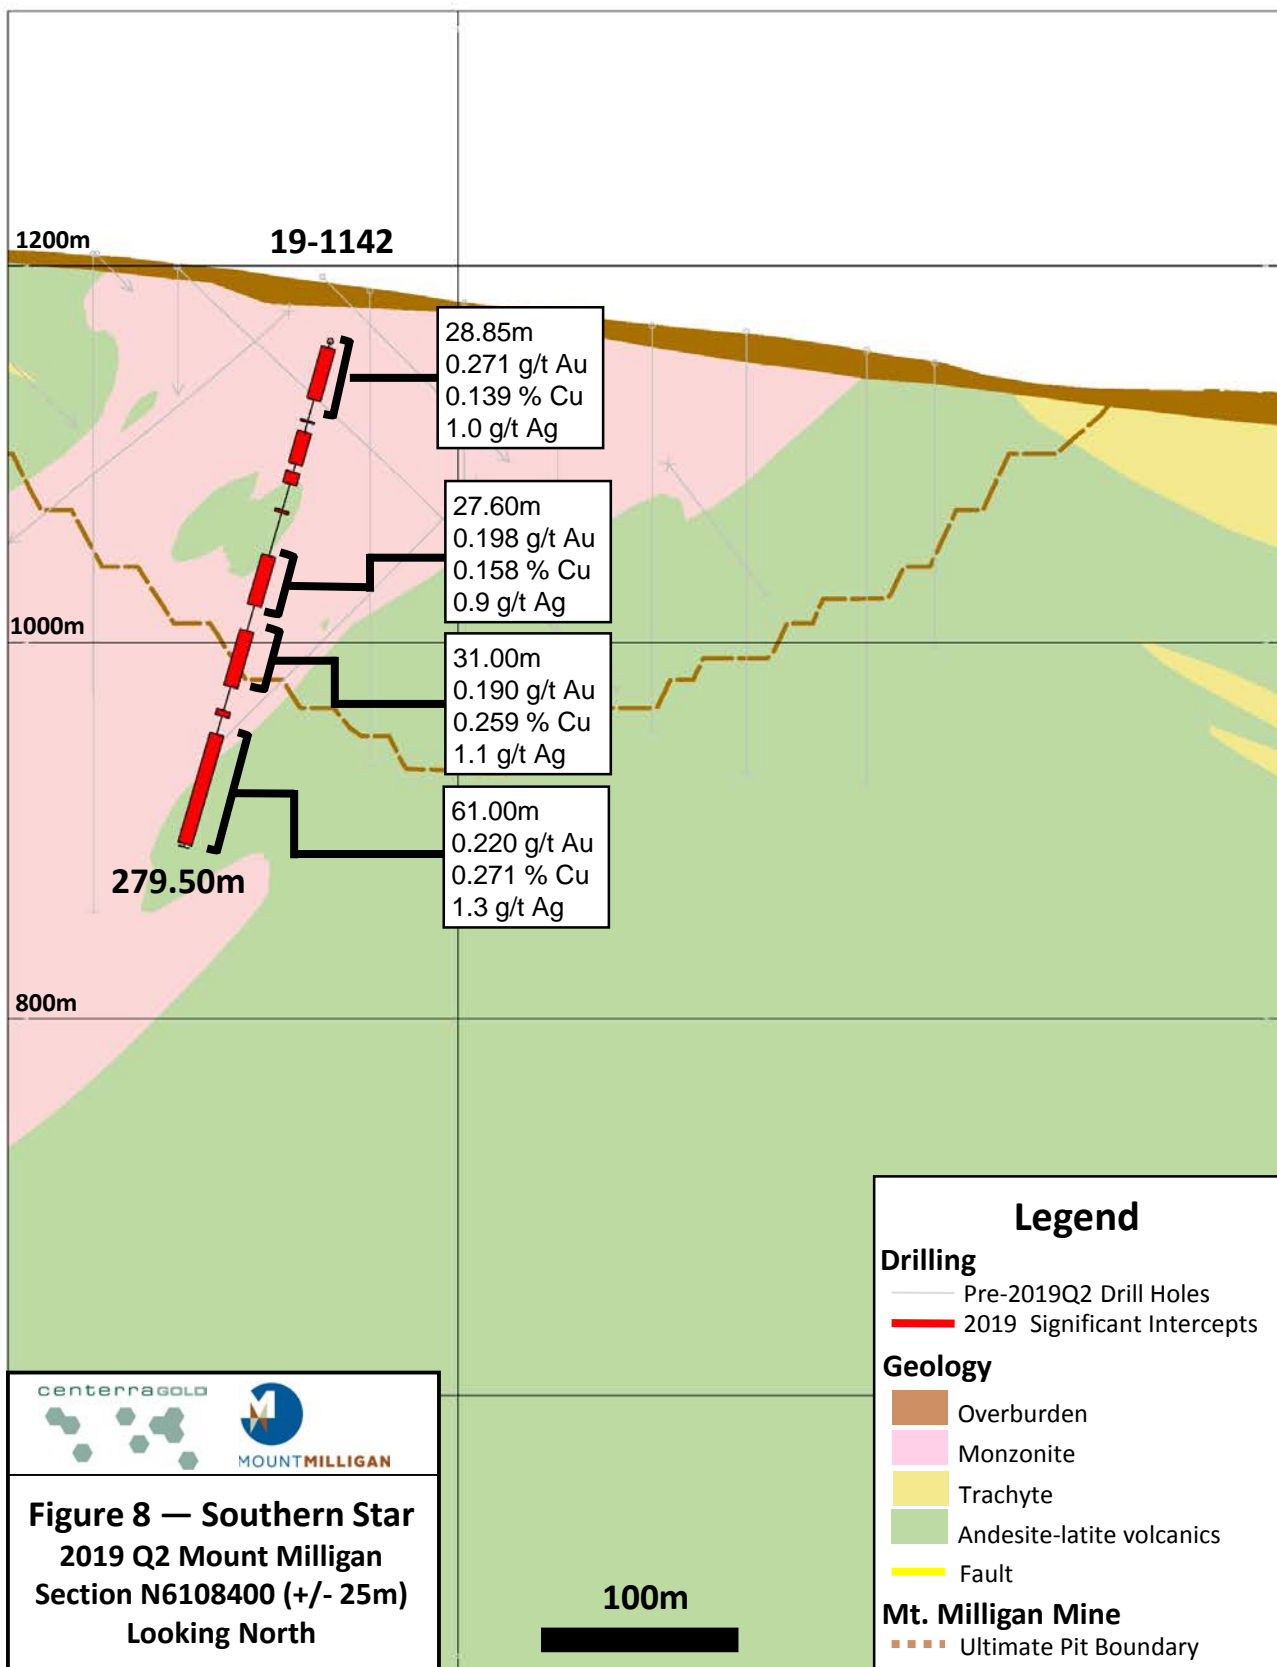 1200m
19-1142
28.85m
0.271 g/t Au
0.139 % Cu
1.0 g/t Ag
27.60m
0.198 g/t Au
0.158 % Cu
0.9 g/t Ag
1000m
31.00m
0.190 g/t Au
0.259 % Cu
1.1 g/t Ag
61.00m
0.220 g/t Au
0.271 % Cu
1.3 g/t Ag
279.50m
800m
Legend
Drilling
Pre-2019Q2 Drill Holes
2019 Significant Intercepts
Geology
Overburden
Monzonite
Trachyte
Andesite-latite volcanics
Fault
Mt. Milligan Mine
Ultimate Pit Boundary
centerraGOLD
MOUNTMILLIGAN
Figure 8 — Southern Star
2019 Q2 Mount Milligan
Section N6108400 (+/- 25m)
Looking North
100m